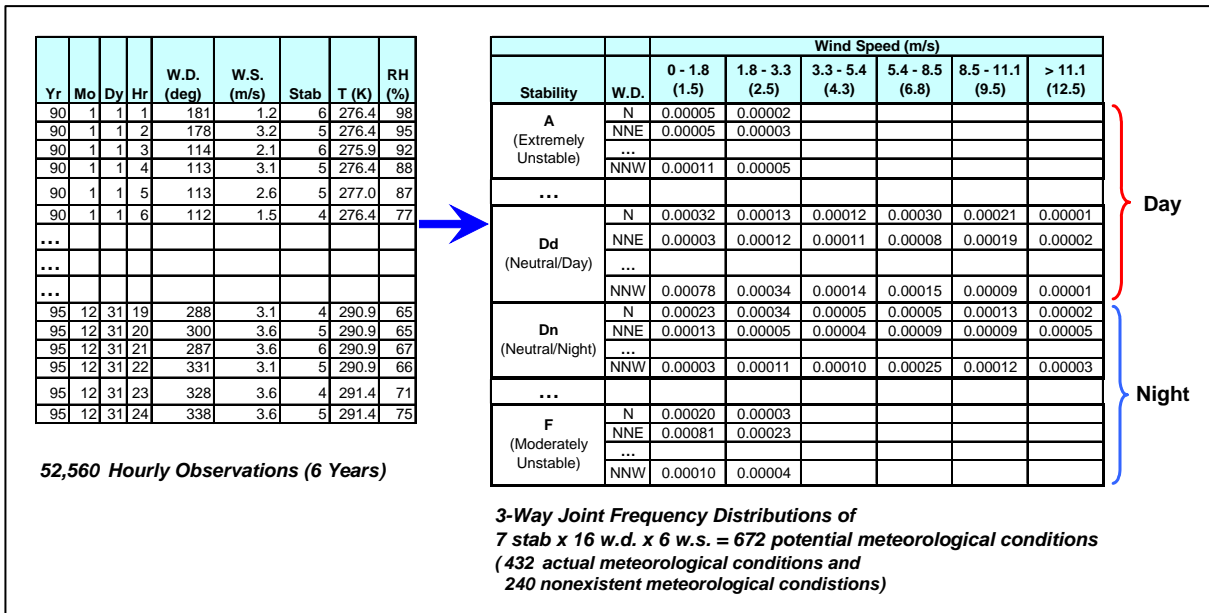 Yr Mo Dy Hr W.D. (deg) W.S. (m/s) Stab T (K) RH (%)
90 1 1 1 181 1.2 6 276.4 98
90 1 1 2 178 3.2 5 276.4 95
90 1 1 3 114 2.1 6 275.9 92
90 1 1 4 113 3.1 5 276.4 88
90 1 1 5 113 2.6 5 277.0 87
90 1 1 6 112 1.5 4 276.4 77
...
...
...
95 12 31 19 288 3.1 4 290.9 65
95 12 31 20 300 3.6 5 290.9 65
95 12 31 21 287 3.6 6 290.9 67
95 12 31 22 331 3.1 5 290.9 66
95 12 31 23 328 3.6 4 291.4 71
95 12 31 24 338 3.6 5 291.4 75
52,560 Hourly Observations (6 Years)
Wind Speed (m/s)
Stability W.D. 0 - 1.8 (1.5) 1.8 - 3.3 (2.5) 3.3 - 5.4 (4.3) 5.4 - 8.5 (6.8) 8.5 - 11.1 (9.5) > 11.1 (12.5)
A (Extremely Unstable)
N 0.00005 0.00002
NNE 0.00005 0.00003
...
NNW 0.00011 0.00005
...
Dd (Neutral/Day)
N 0.00032 0.00013 0.00012 0.00030 0.00021 0.00001
NNE 0.00003 0.00012 0.00011 0.00008 0.00019 0.00002
...
NNW 0.00078 0.00034 0.00014 0.00015 0.00009 0.00001
Dn (Neutral/Night)
N 0.00023 0.00034 0.00005 0.00005 0.00013 0.00002
NNE 0.00013 0.00005 0.00004 0.00009 0.00009 0.00005
...
NNW 0.00003 0.00011 0.00010 0.00025 0.00012 0.00003
...
F (Moderately Unstable)
N 0.00020 0.00003
NNE 0.00081 0.00023
...
NNW 0.00010 0.00004
Day
Night
3-Way Joint Frequency Distributions of
7 stab x 16 w.d. x 6 w.s. = 672 potential meteorological conditions
(432 actual meteorological conditions and
240 nonexistent meteorological condistions)